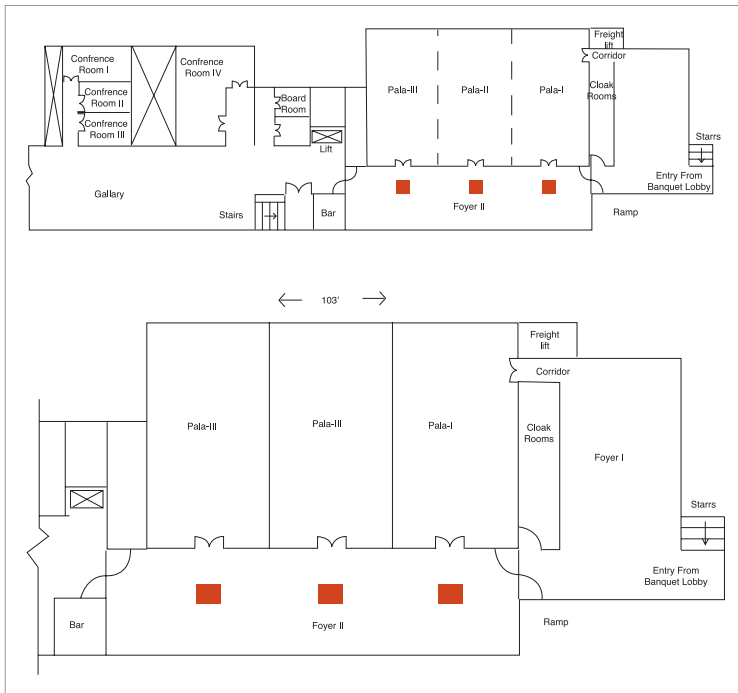 Confrence
Room I
Confrence
Room II
Confrence
Room III
Confrence
Room IV
Board
Room
Lift
Gallary
Stairs
Bar
Pala-III
Pala-II
Pala-I
Freight
lift
Corridor
Cloak
Rooms
Starrs
Entry From
Banquet Lobby
Foyer II
Ramp
103'
Pala-III
Pala-III
Pala-I
Freight
lift
Corridor
Cloak
Rooms
Foyer I
Starrs
Entry From
Banquet Lobby
Bar
Foyer II
Ramp